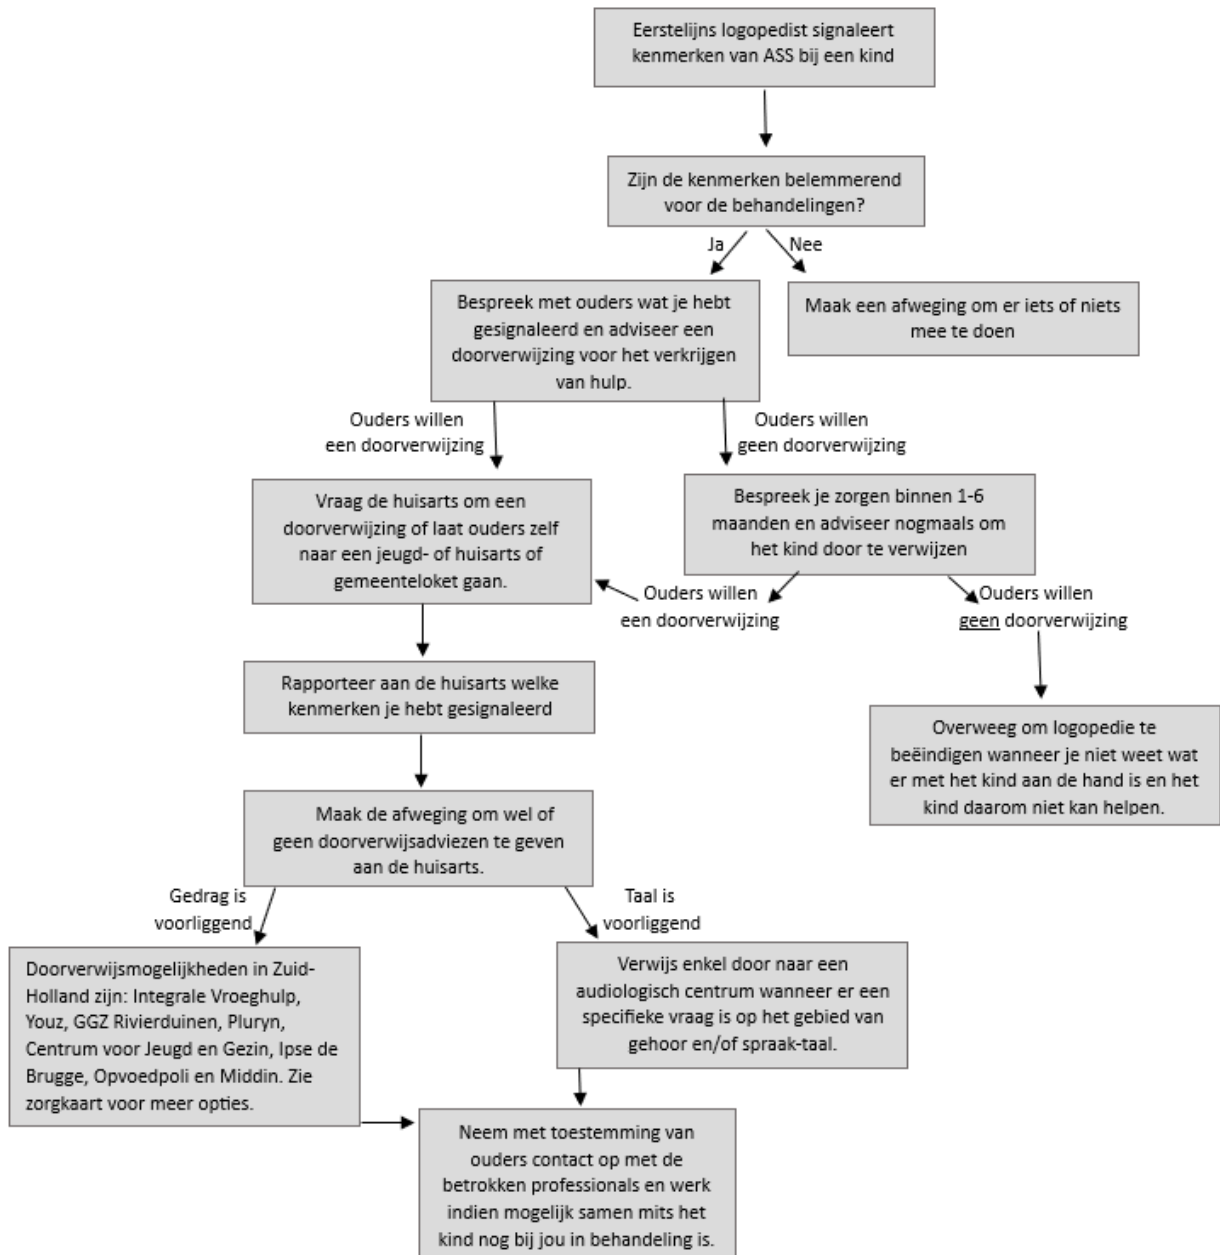 Eerstelijns logopedist signaleert
kenmerken van ASS bij een kind
Zijn de kenmerken belemmerend
voor de behandelingen?
Ja
Nee
Bespreek met ouders wat je hebt
gesignaleerd en adviseer een
doorverwijzing voor het verkrijgen
van hulp.
Maak een afweging om er iets of niets
mee te doen
Ouders willen
een doorverwijzing
Ouders willen
geen doorverwijzing
Vraag de huisarts om een
doorverwijzing of laat ouders zelf
naar een jeugd- of huisarts of
gemeenteloket gaan.
Bespreek je zorgen binnen 1-6
maanden en adviseer nogmaals om
het kind door te verwijzen
Ouders willen
een doorverwijzing
Ouders willen
geen doorverwijzing
Rapporteer aan de huisarts welke
kenmerken je hebt gesignaleerd
Overweeg om logopedie te
beëindigen wanneer je niet weet wat
er met het kind aan de hand is en het
kind daarom niet kan helpen.
Maak de afweging om wel of
geen doorverwijsadviezen te geven
aan de huisarts.
Gedrag is
voorliggend
Taal is
voorliggend
Doorverwijsmogelijkheden in Zuid-
Holland zijn: Integrale Vroeghulp,
Youz, GGZ Rivierduinen, Pluryn,
Centrum voor Jeugd en Gezin, Ipse de
Brugge, Opvoedpoli en Middin. Zie
zorgkaart voor meer opties.
Verwijs enkel door naar een
audiologisch centrum wanneer er een
specifieke vraag is op het gebied van
gehoor en/of spraak-taal.
Neem met toestemming van
ouders contact op met de
betrokken professionals en werk
indien mogelijk samen mits het
kind nog bij jou in behandeling is.